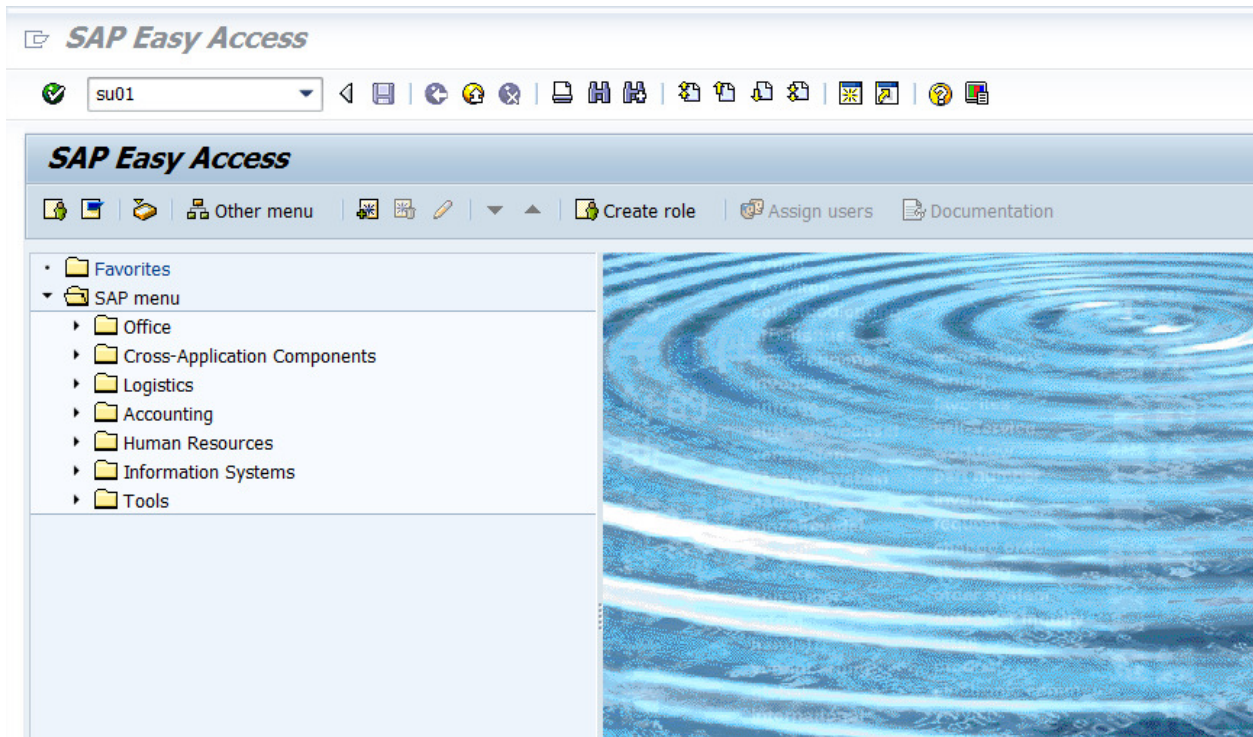 SAP Easy Access
su01
SAP Easy Access
Other menu Create role Assign users Documentation
Favorites
SAP menu
Office
Cross-Application Components
Logistics
Accounting
Human Resources
Information Systems
Tools